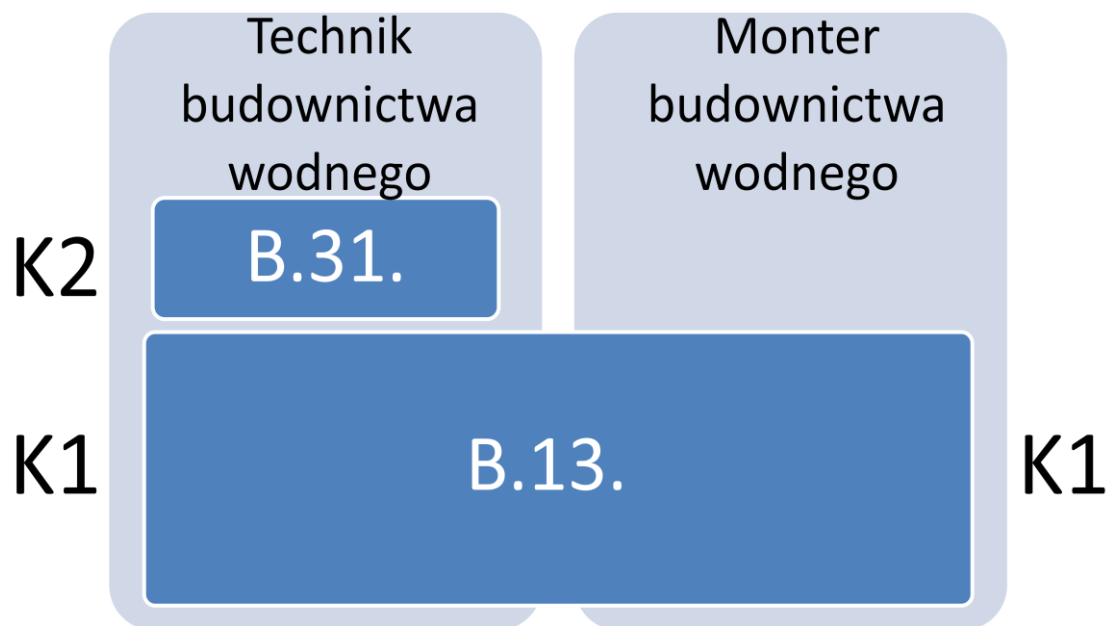 Technik
budownictwa
wodnego
Monter
budownictwa
wodnego
K2
B.31.
K1
B.13.
K1